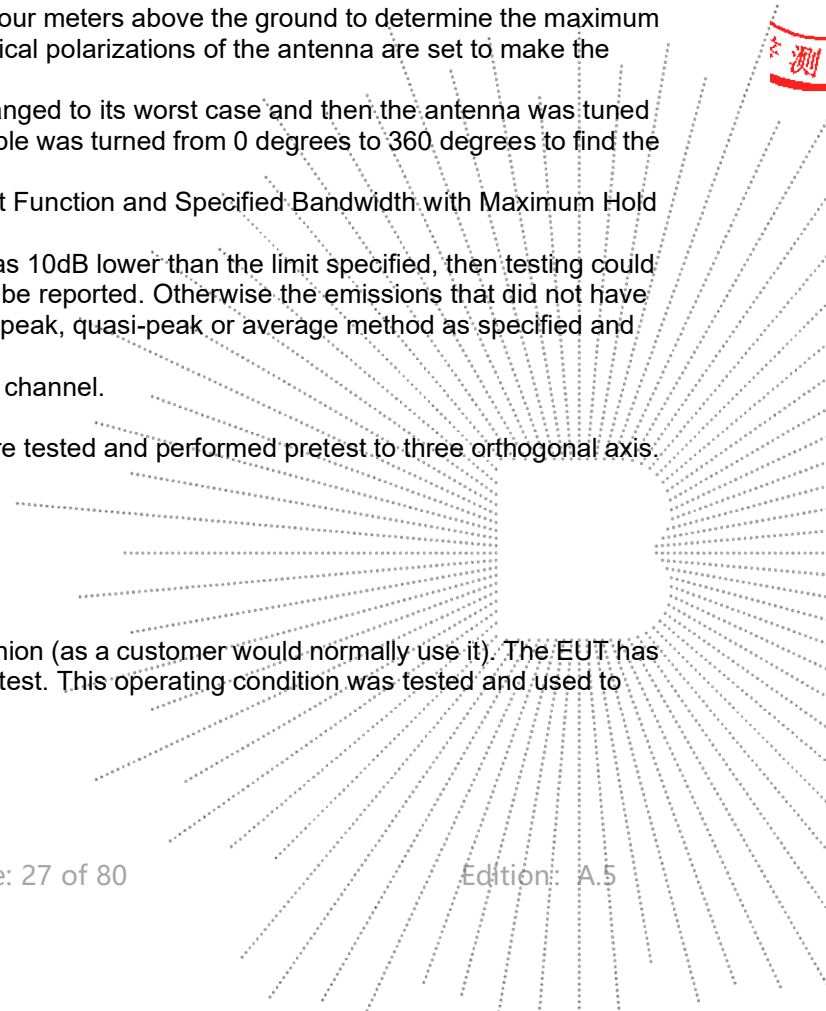 our meters above the ground to determine the maximum
ical polarizations of the antenna are set to make the
anged to its worst case and then the antenna was tuned
ole was turned from 0 degrees to 360 degrees to find the
t Function and Specified Bandwidth with Maximum Hold
as 10dB lower than the limit specified, then testing could
be reported. Otherwise the emissions that did not have
peak, quasi-peak or average method as specified and
channel.
re tested and performed pretest to three orthogonal axis.
nion (as a customer would normally use it). The EUT has
test. This operating condition was tested and used to
e: 27 of 80 Edition: A.5
测